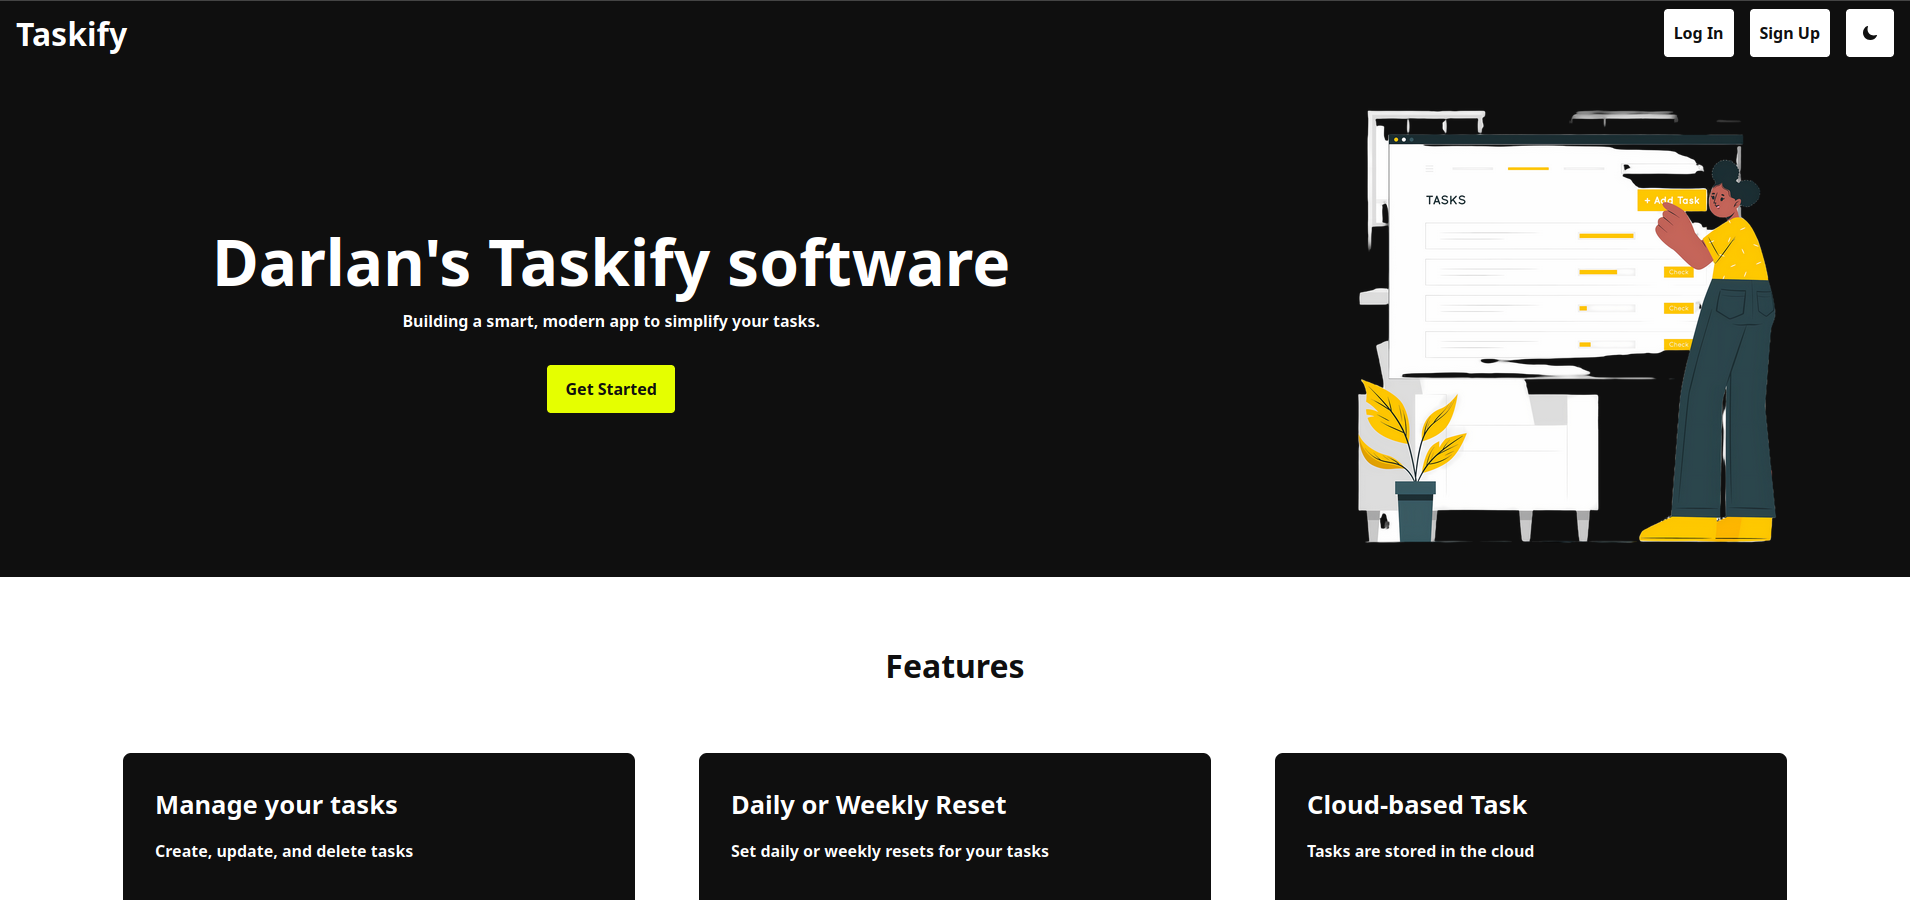 Taskify
Log In
Sign Up
Darlan's Taskify software
Building a smart, modern app to simplify your tasks.
Get Started
TASKS
+ Add Task
Check
Check
Check
Features
Manage your tasks
Create, update, and delete tasks
Daily or Weekly Reset
Set daily or weekly resets for your tasks
Cloud-based Task
Tasks are stored in the cloud